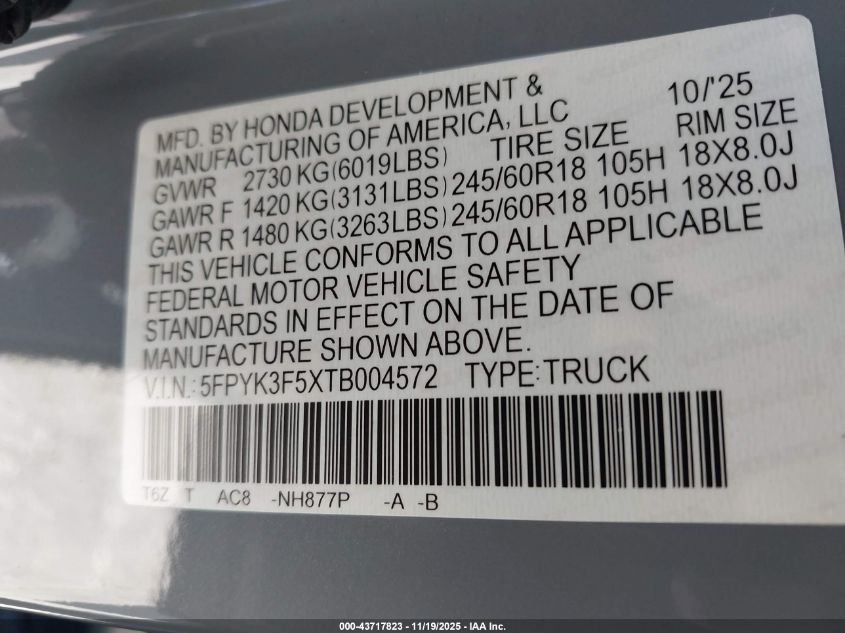 MFD. BY HONDA DEVELOPMENT & 10/'25
MANUFACTURING OF AMERICA, LLC
GVWR 2730 KG(6019LBS) TIRE SIZE RIM SIZE
GAWR F 1420 KG(3131LBS) 245/60R18 105H 18X8.0J
GAWR R 1480 KG(3263LBS) 245/60R18 105H 18X8.0J
THIS VEHICLE CONFORMS TO ALL APPLICABLE
FEDERAL MOTOR VEHICLE SAFETY
STANDARDS IN EFFECT ON THE DATE OF
MANUFACTURE SHOWN ABOVE.
V.I.N.: 5FPYK3F5XTB004572 TYPE: TRUCK
T6Z T AC8 -NH877P -A -B
000-43717823 - 11/19/2025 - IAA Inc.